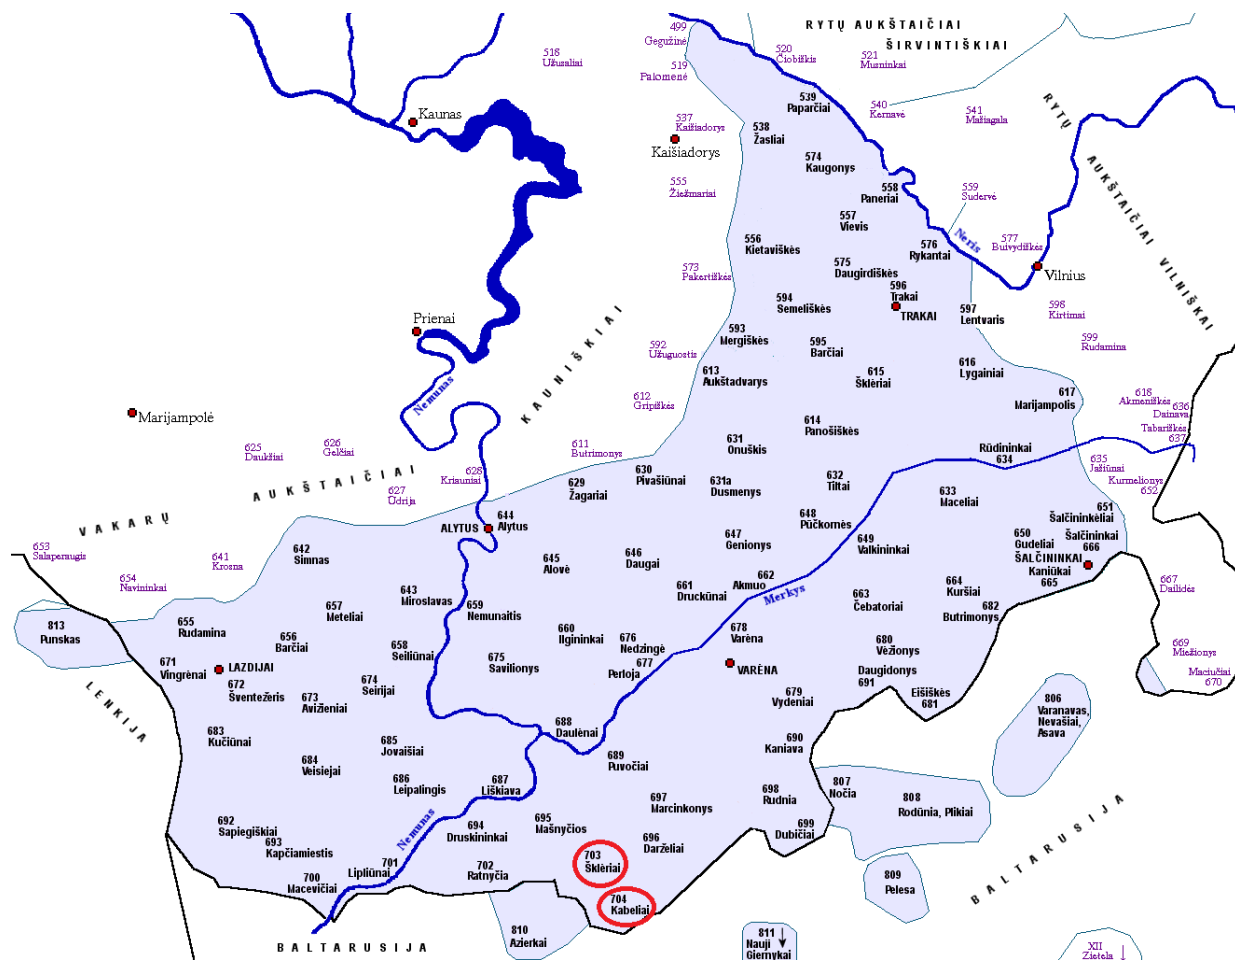 499
Gegužinė
519
Palomenė
518
Užusaliai
RYTŲ AUKŠTAIČIAI
ŠIRVINTIŠKIAI
520
Čiobiškis
521
Musninkai
539
Paparčiai
540
Kernavė
541
Mažiagala
RYTŲ
AUKŠTAIČIAI VILNIŠKIAI
Kaunas
537
Kaišiadorys
Kaišiadorys
538
Žasliai
574
Kaugonys
555
Žiežmariai
558
Paneriai
559
Sudervė
557
Vievis
556
Kietaviškės
576
Rykantai
Neris
577
Buivydiškės
Vilnius
573
Pakertiškės
575
Daugirdiškės
596
Trakai
TRAKAI
594
Semeliškės
597
Lentvaris
598
Kirtimai
599
Rudamina
Prienai
KAUNIŠKIAI
592
Užuguostis
593
Mergiškės
595
Barčiai
613
Aukštadvarys
615
Šklėriai
616
Lygainiai
617
Marijampolis
618
Akmeniškės
636
Dainava
Tabariškės
637
Nemunas
612
Gripiškės
Marijampolė
614
Panošiškės
631
Onuškis
Rūdininkai
634
625
Daukžiai
626
Gelčiai
611
Butrimonys
628
Kriauniai
627
Udrija
VAKARŲ AUKŠTAIČIAI
630
Pivašiūnai
629
Žagariai
631a
Dusmenys
632
Tiltai
633
Maceliai
635
Jašiūnai
Kurmelionys
652
651
Šalčininkėliai
Šalčininkai
666
ŠALČININKAI
Kaniūkai
665
650
Gudeliai
648
Pūčkornės
649
Valkininkai
647
Genionys
646
Daugai
645
Alovė
ALYTUS
644
Alytus
642
Simnas
641
Krosna
653
Salaperaugis
654
Navininkai
643
Miroslavas
659
Nemunaitis
661
Druckūnai
Akmuo
662
Merkys
663
Čebatoriai
664
Kuršiai
Butrimonys
682
667
Dailidės
813
Punskas
655
Rudamina
657
Meteliai
656
Barčiai
658
Seiliūnai
660
Ilgininkai
676
Nedzingė
677
Perloja
678
Varėna
VARĖNA
680
Vėžionys
Daugidonys
691
Eišiškės
681
669
Miežionys
Maciučiai
670
671
Vingrėnai
LAZDIJAI
672
Šventežeris
673
Avižieniai
674
Seirijai
675
Savilionys
679
Vydeniai
LENKIJA
683
Kučiūnai
684
Veisiejai
685
Jovaišiai
686
Leipalingis
687
Liškiava
688
Daulėnai
689
Puvočiai
690
Kaniava
806
Varanavas,
Nevašiai,
Asava
807
Nočia
808
Rodūnia, Plikiai
809
Pelesa
698
Rudnia
699
Dubičiai
697
Marcinkonys
696
Darželiai
695
Mašnyčios
694
Druskininkai
Nemunas
692
Sapiegiškiai
693
Kapčiamiestis
700
Macevičiai
701
Lipliūnai
702
Ratnyčia
703
Šklėriai
704
Kabeliai
BALTARUSIJA
810
Azierkai
811
Nauji
Giernykai
BALTARUSIJA
XII
Zietela